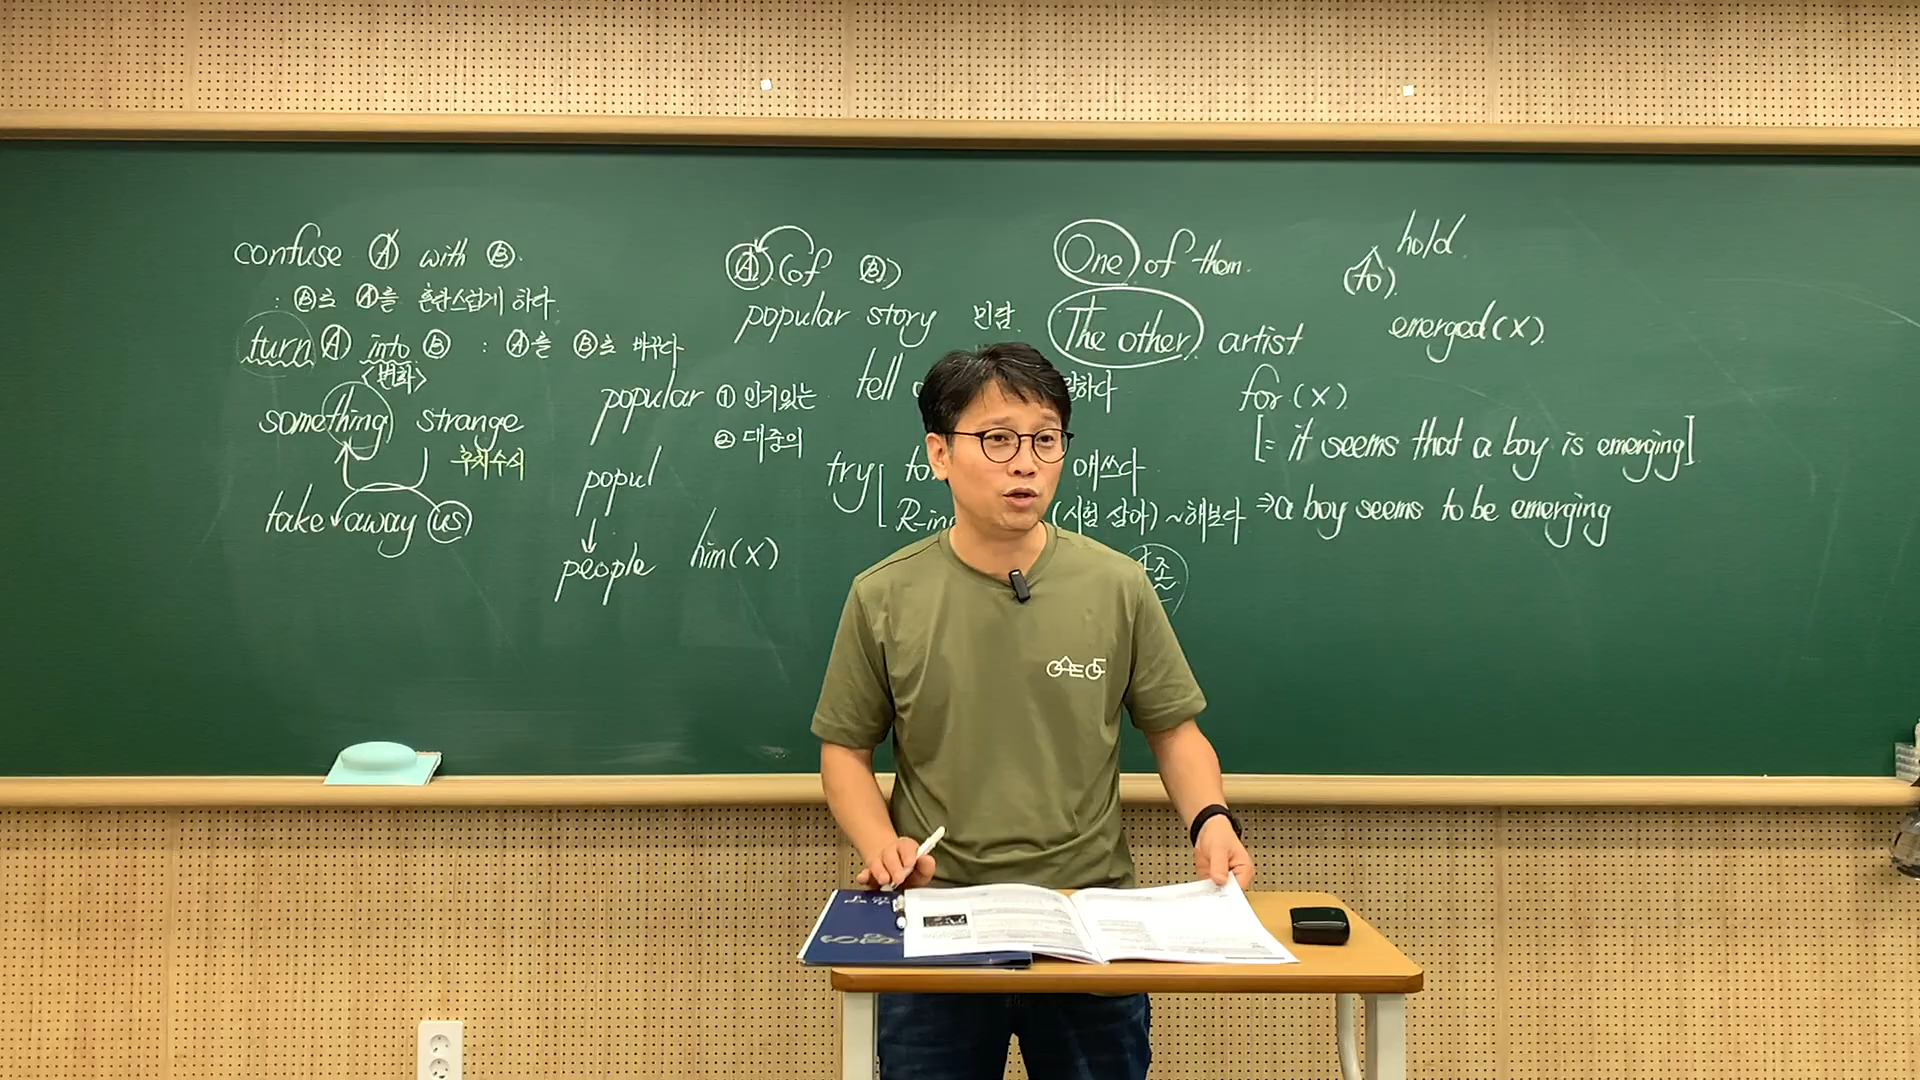 confuse Ⓐ with Ⓑ.
: Ⓑ로 Ⓐ를 혼란스럽게 하다
turn Ⓐ into Ⓑ : Ⓐ를 Ⓑ로 바꾸다
<변화>
something strange
후치수식
take away us
Ⓐ (of Ⓑ)
popular story 민담.
tell
popular ① 인기있는
② 대중의
popul
↓
people him(X)
try to 애쓰다
R-ing (시험 삼아) ~해보다
One of them.
The other artist
hold
(to).
emerged(X).
for (X).
[= it seems that a boy is emerging]
⇒ a boy seems to be emerging